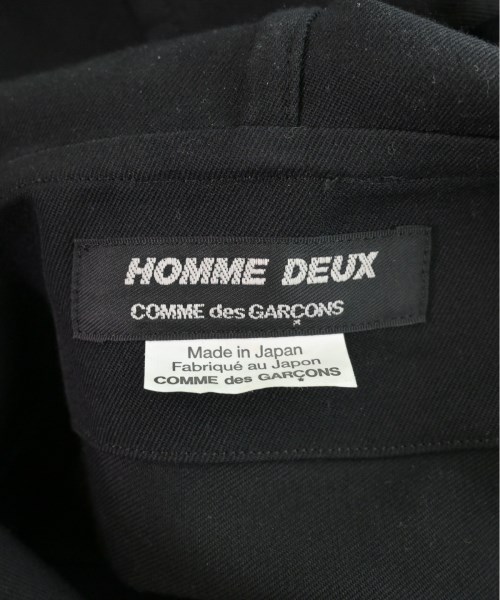 HOMME DEUX
COMME des GARÇONS
Made in Japan
Fabriqué au Japon
COMME des GARÇONS